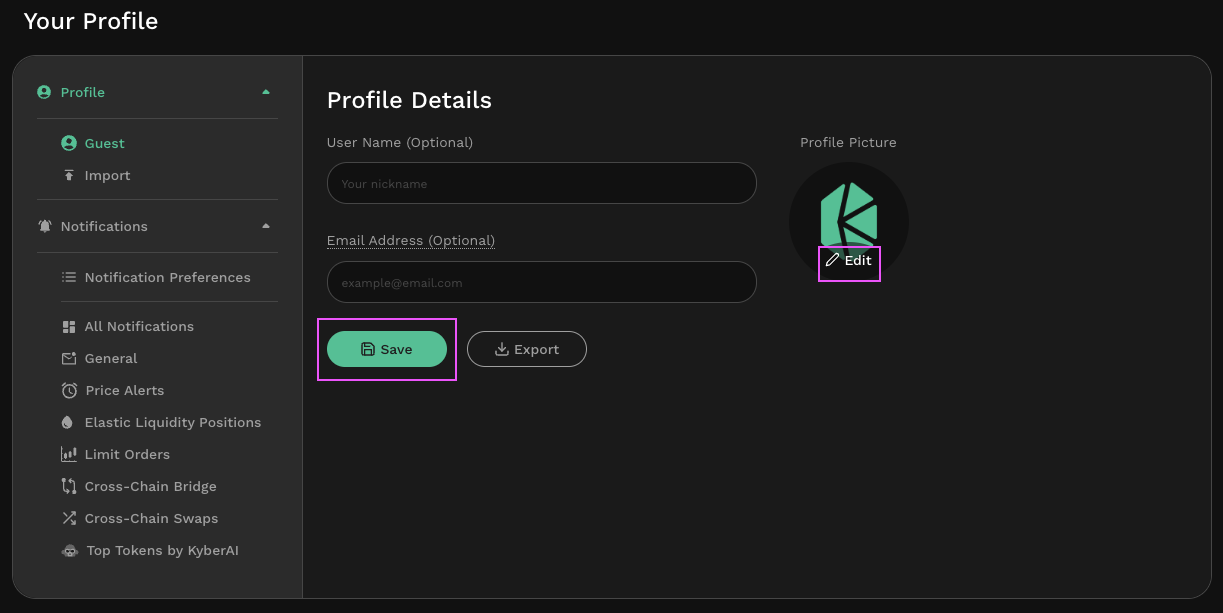 Your Profile
Profile
Guest
Import
Notifications
Notification Preferences
All Notifications
General
Price Alerts
Elastic Liquidity Positions
Limit Orders
Cross-Chain Bridge
Cross-Chain Swaps
Top Tokens by KyberAI
Profile Details
User Name (Optional)
Your nickname
Email Address (Optional)
example@email.com
Save
Export
Profile Picture
Edit